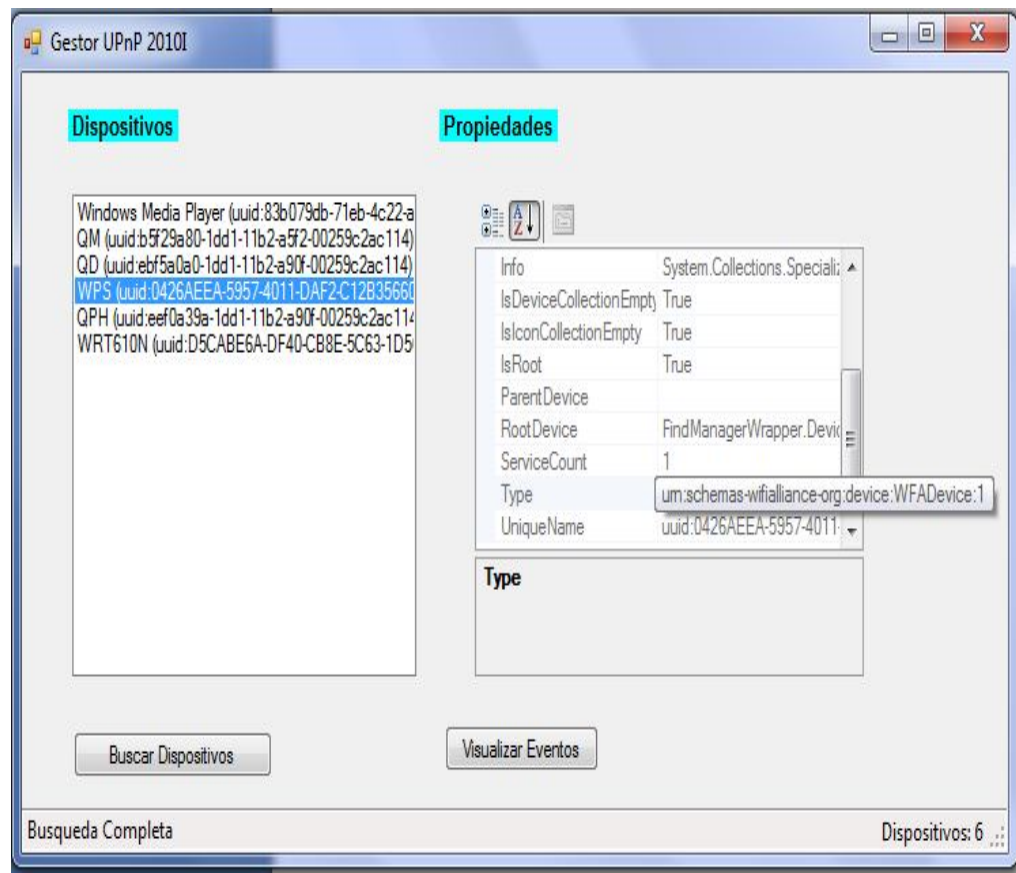 Gestor UPnP 2010I
Dispositivos
Propiedades
Windows Media Player (uuid:83b079db-71eb-4c22-a
QM (uuid:b5f29a80-1dd1-11b2-a5f2-00259c2ac114)
QD (uuid:ebf5a0a0-1dd1-11b2-a90f-00259c2ac114)
WPS (uuid:0426AEEA-5957-4011-DAF2-C12B35660
QPH (uuid:eef0a39a-1dd1-11b2-a90f-00259c2ac114
WRT610N (uuid:D5CABE6A-DF40-CB8E-5C63-1D5
Info System.Collections.Speciali
IsDeviceCollectionEmpty True
IsIconCollectionEmpty True
IsRoot True
ParentDevice
RootDevice FindManagerWrapper.Devic
ServiceCount 1
Type urn:schemas-wifialliance-org:device:WFADevice:1
UniqueName uuid:0426AEEA-5957-4011-
Type
Buscar Dispositivos
Visualizar Eventos
Busqueda Completa
Dispositivos: 6